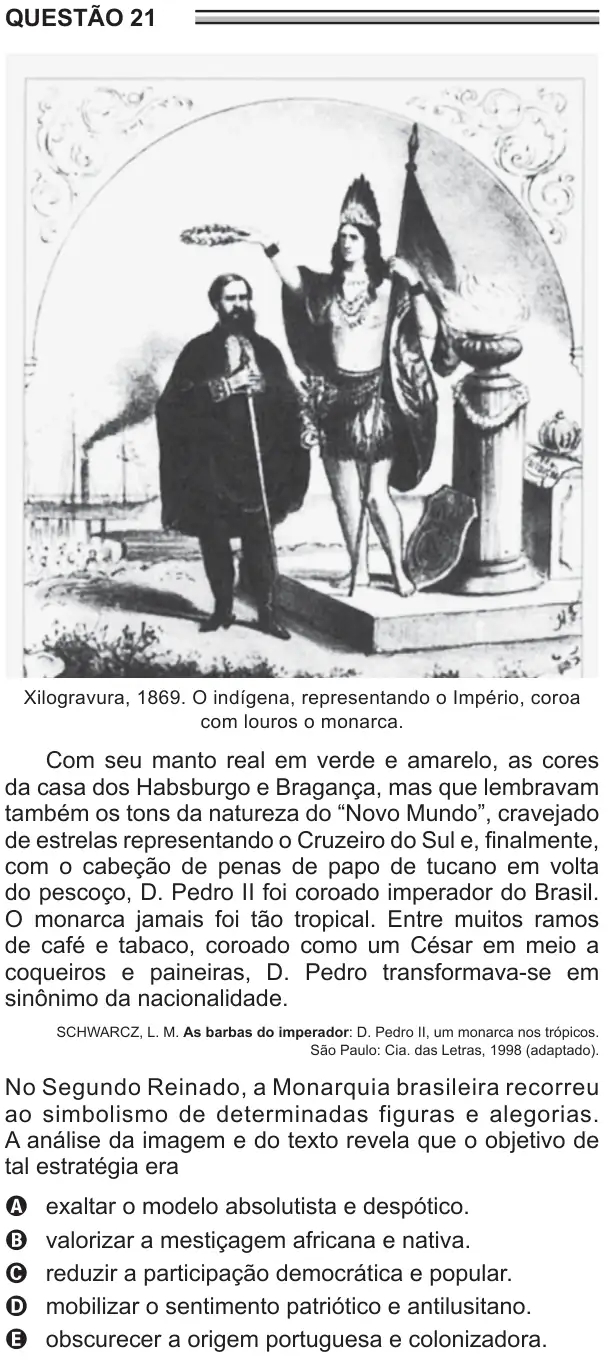 QUESTÃO 21
Xilogravura, 1869. O indígena, representando o Império, coroa
com louros o monarca.
Com seu manto real em verde e amarelo, as cores
da casa dos Habsburgo e Bragança, mas que lembravam
também os tons da natureza do “Novo Mundo”, cravejado
de estrelas representando o Cruzeiro do Sul e, finalmente,
com o cabeção de penas de papo de tucano em volta
do pescoço, D. Pedro II foi coroado imperador do Brasil.
O monarca jamais foi tão tropical. Entre muitos ramos
de café e tabaco, coroado como um César em meio a
coqueiros e paineiras, D. Pedro transformava-se em
sinônimo da nacionalidade.
SCHWARCZ, L. M. As barbas do imperador: D. Pedro II, um monarca nos trópicos.
São Paulo: Cia. das Letras, 1998 (adaptado).
No Segundo Reinado, a Monarquia brasileira recorreu
ao simbolismo de determinadas figuras e alegorias.
A análise da imagem e do texto revela que o objetivo de
tal estratégia era
A exaltar o modelo absolutista e despótico.
B valorizar a mestiçagem africana e nativa.
C reduzir a participação democrática e popular.
D mobilizar o sentimento patriótico e antilusitano.
E obscurecer a origem portuguesa e colonizadora.